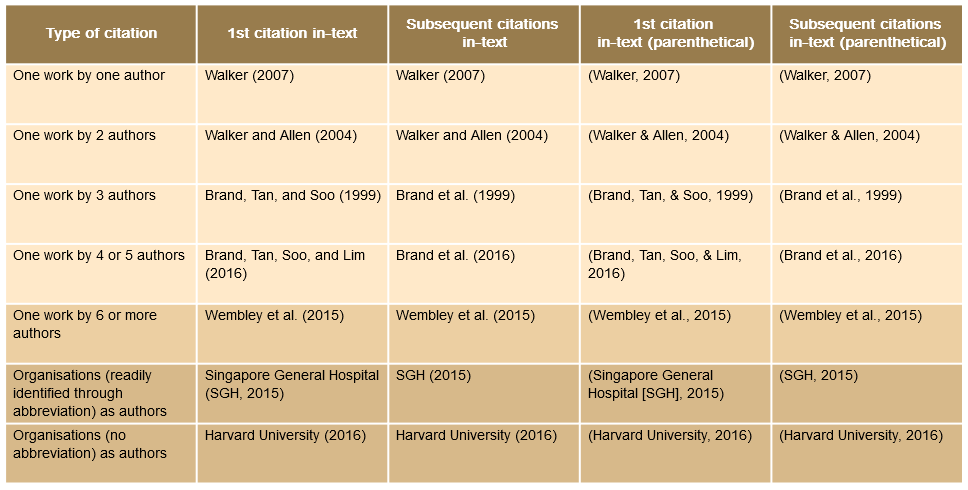 Type of citation
1st citation in–text
Subsequent citations
in–text
1st citation
in–text (parenthetical)
Subsequent citations
in–text (parenthetical)
One work by one author
Walker (2007)
Walker (2007)
(Walker, 2007)
(Walker, 2007)
One work by 2 authors
Walker and Allen (2004)
Walker and Allen (2004)
(Walker & Allen, 2004)
(Walker & Allen, 2004)
One work by 3 authors
Brand, Tan, and Soo (1999)
Brand et al. (1999)
(Brand, Tan, & Soo, 1999)
(Brand et al., 1999)
One work by 4 or 5 authors
Brand, Tan, Soo, and Lim
(2016)
Brand et al. (2016)
(Brand, Tan, Soo, & Lim,
2016)
(Brand et al., 2016)
One work by 6 or more
authors
Wembley et al. (2015)
Wembley et al. (2015)
(Wembley et al., 2015)
(Wembley et al., 2015)
Organisations (readily
identified through
abbreviation) as authors
Singapore General Hospital
(SGH, 2015)
SGH (2015)
(Singapore General
Hospital [SGH], 2015)
(SGH, 2015)
Organisations (no
abbreviation) as authors
Harvard University (2016)
Harvard University (2016)
(Harvard University, 2016)
(Harvard University, 2016)